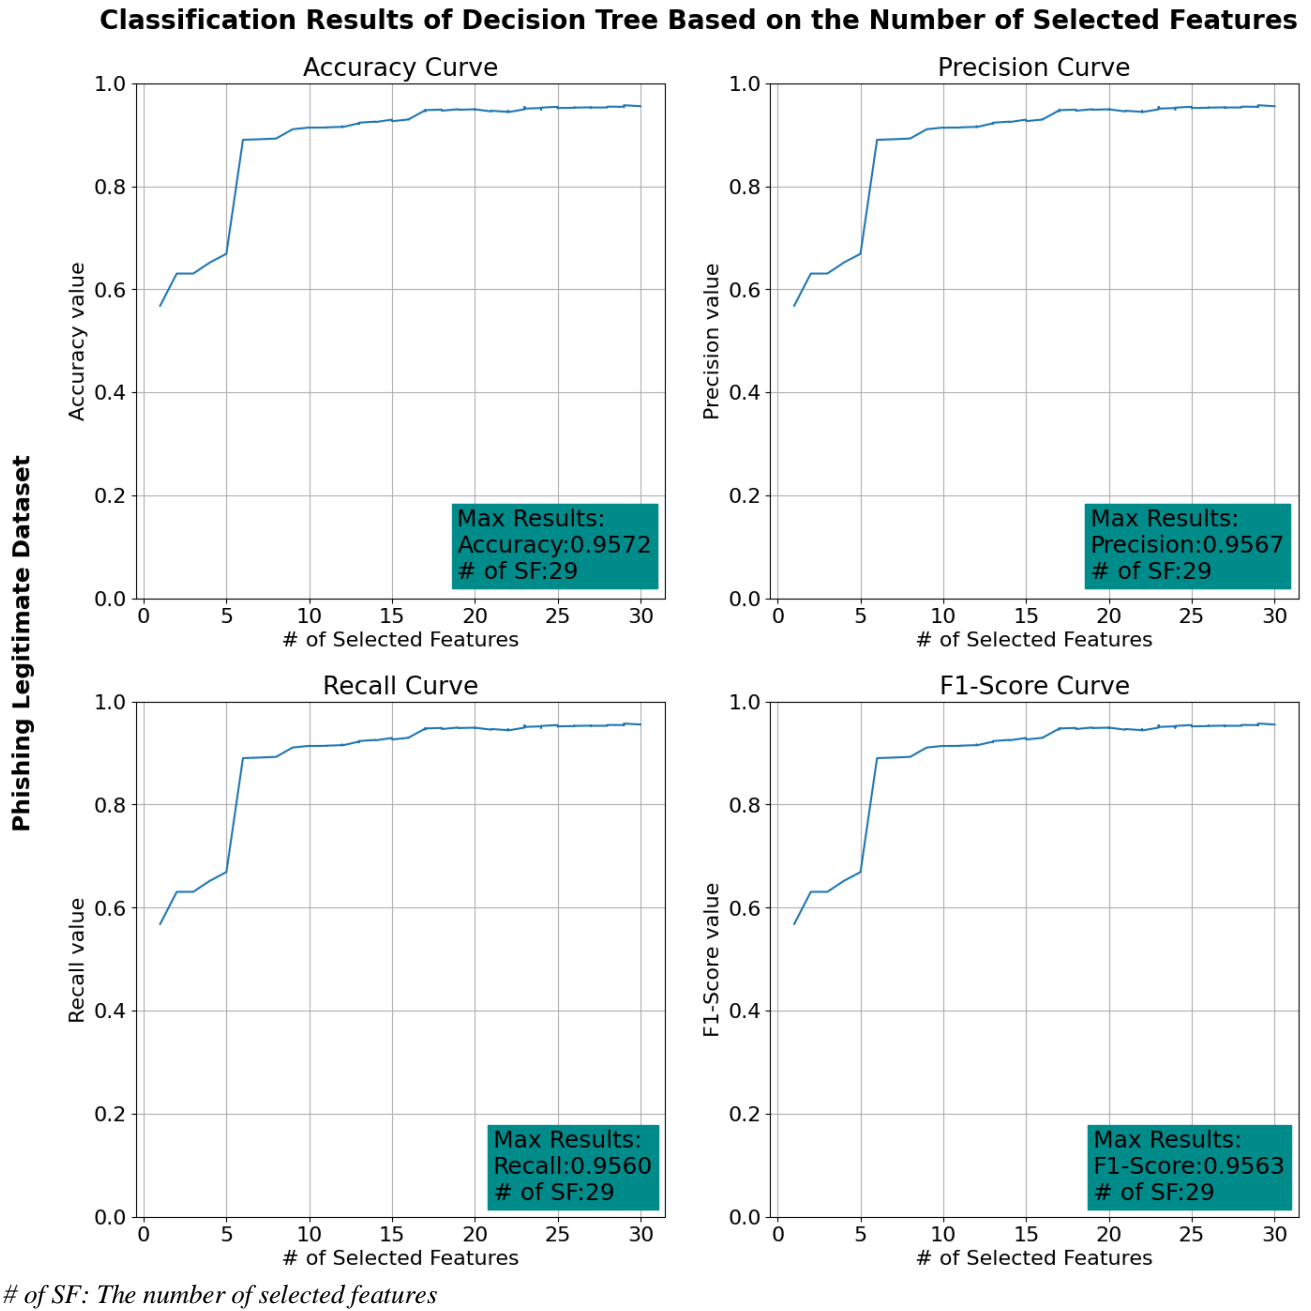 Classification Results of Decision Tree Based on the Number of Selected Features
Phishing Legitimate Dataset
Accuracy Curve
Accuracy value
1.0
0.8
0.6
0.4
0.2
0.0
Max Results:
Accuracy:0.9572
# of SF:29
0 5 10 15 20 25 30
# of Selected Features
Precision Curve
Precision value
1.0
0.8
0.6
0.4
0.2
0.0
Max Results:
Precision:0.9567
# of SF:29
0 5 10 15 20 25 30
# of Selected Features
Recall Curve
Recall value
1.0
0.8
0.6
0.4
0.2
0.0
Max Results:
Recall:0.9560
# of SF:29
0 5 10 15 20 25 30
# of Selected Features
F1-Score Curve
F1-Score value
1.0
0.8
0.6
0.4
0.2
0.0
Max Results:
F1-Score:0.9563
# of SF:29
0 5 10 15 20 25 30
# of Selected Features
# of SF: The number of selected features